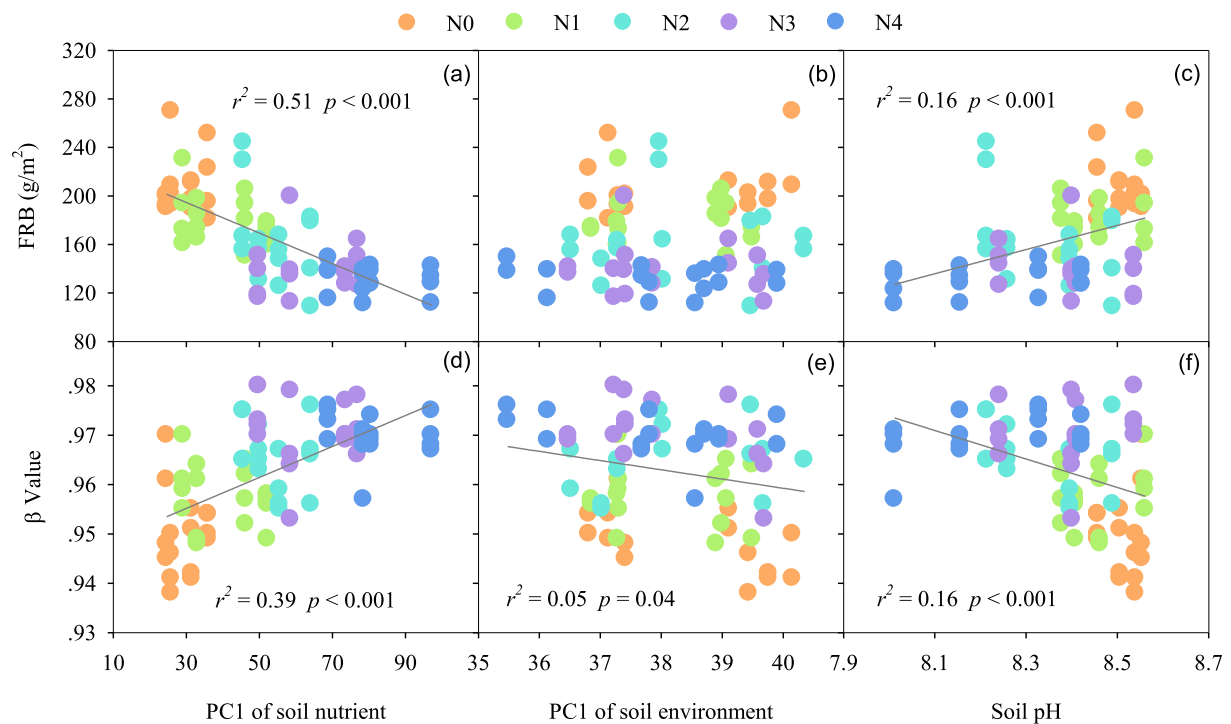 N0 N1 N2 N3 N4
320
280
240
200
160
120
80
FRB (g/m²)
(a)
r² = 0.51 p < 0.001
(b)
(c)
r² = 0.16 p < 0.001
.98
.97
.96
.95
.94
.93
β Value
(d)
r² = 0.39 p < 0.001
(e)
r² = 0.05 p = 0.04
(f)
r² = 0.16 p < 0.001
10 30 50 70 90
35 36 37 38 39 40
7.9 8.1 8.3 8.5 8.7
PC1 of soil nutrient
PC1 of soil environment
Soil pH